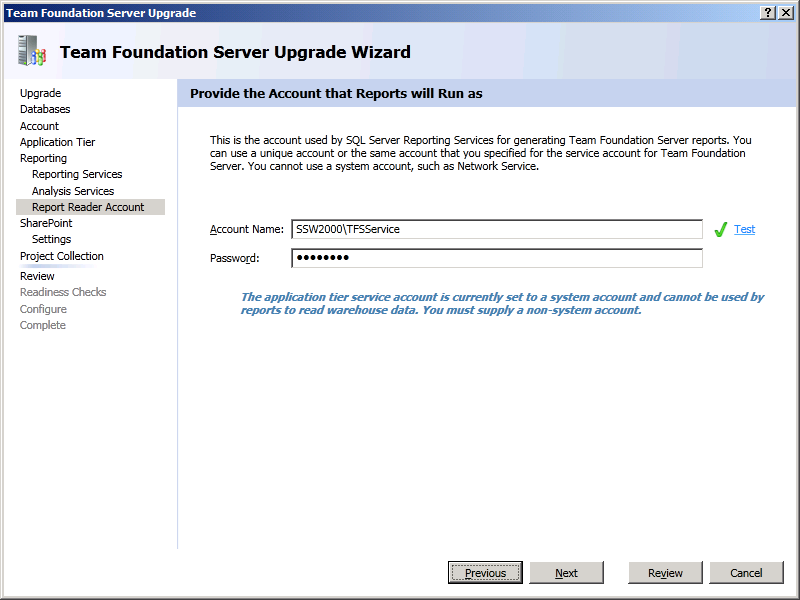 Team Foundation Server Upgrade
Team Foundation Server Upgrade Wizard
Upgrade
Databases
Account
Application Tier
Reporting
Reporting Services
Analysis Services
Report Reader Account
SharePoint
Settings
Project Collection
Review
Readiness Checks
Configure
Complete
Provide the Account that Reports will Run as
This is the account used by SQL Server Reporting Services for generating Team Foundation Server reports. You
can use a unique account or the same account that you specified for the service account for Team Foundation
Server. You cannot use a system account, such as Network Service.
Account Name: SSW2000\TFSService Test
Password: ●●●●●●●●
The application tier service account is currently set to a system account and cannot be used by
reports to read warehouse data. You must supply a non-system account.
Previous Next Review Cancel